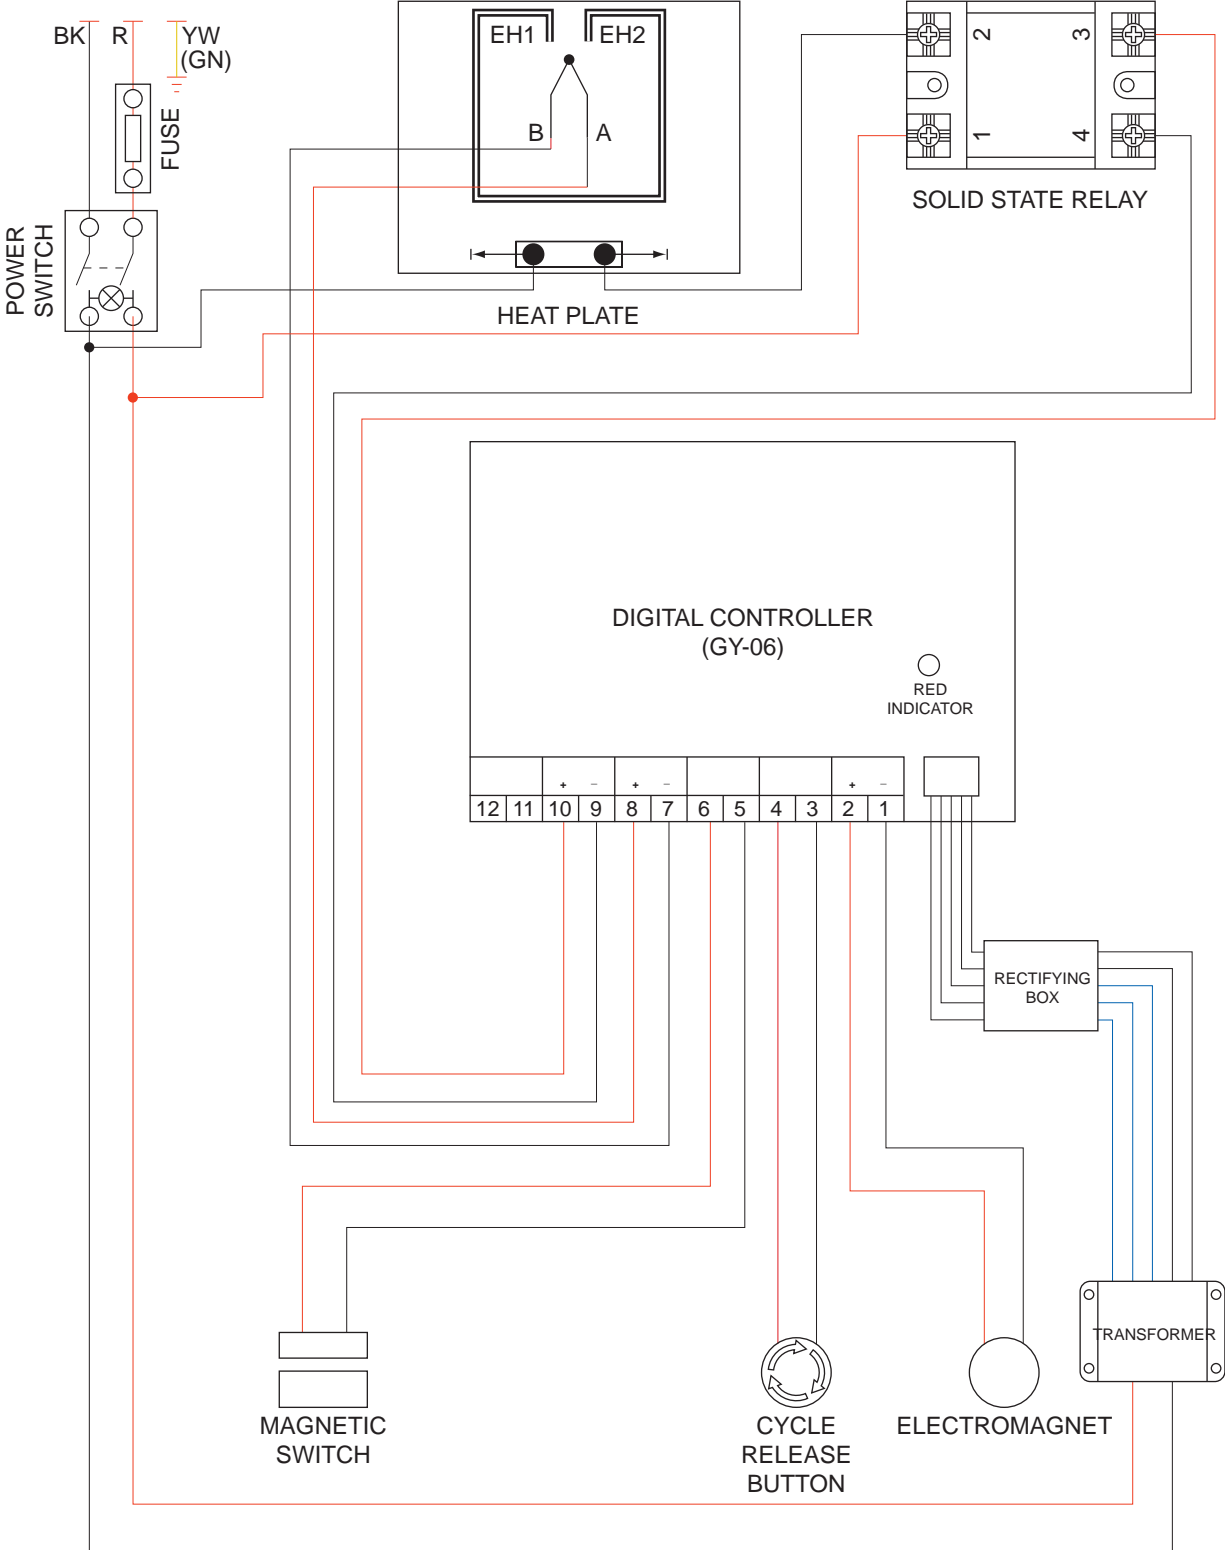 BK R YW
(GN)
FUSE
POWER
SWITCH
EH1 EH2
B A
HEAT PLATE
2 3
1 4
SOLID STATE RELAY
DIGITAL CONTROLLER
(GY-06)
RED
INDICATOR
+ − + − + −
12 11 10 9 8 7 6 5 4 3 2 1
RECTIFYING
BOX
TRANSFORMER
MAGNETIC
SWITCH
CYCLE
RELEASE
BUTTON
ELECTROMAGNET